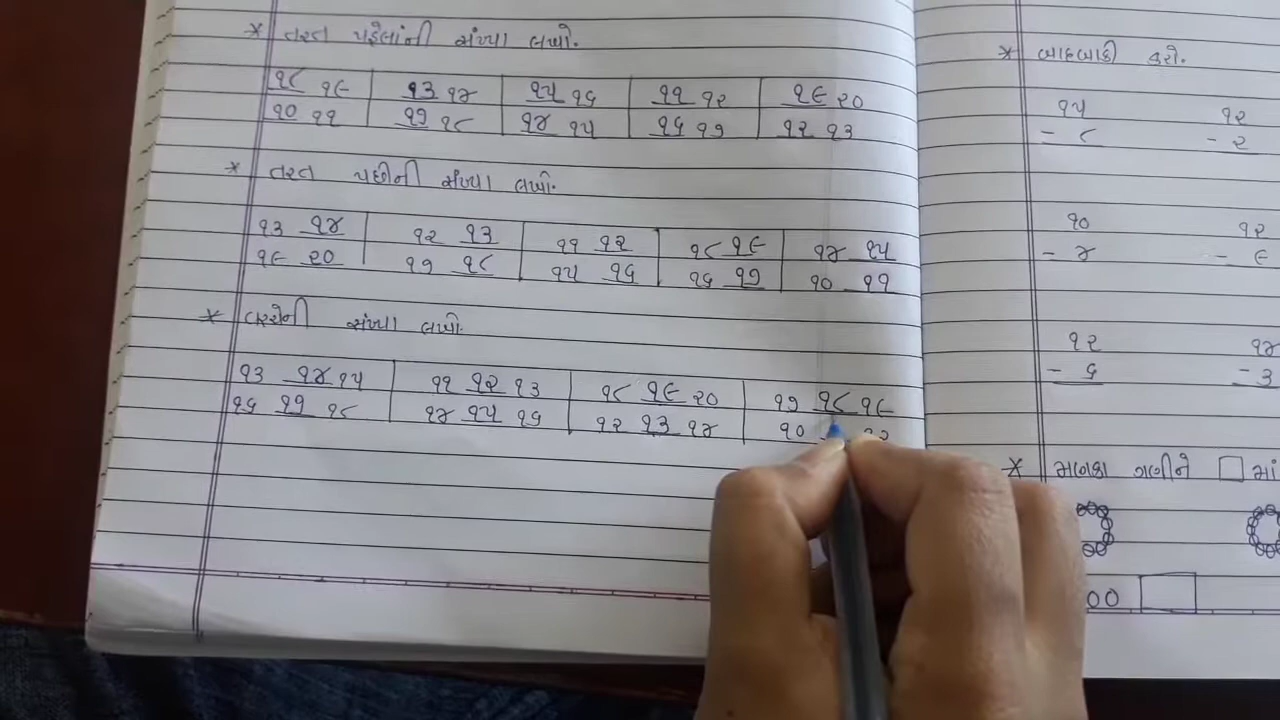 * તરત પહેલાંની સંખ્યા લખો.
૧૮ ૧૯ ૧૩ ૧૪ ૧૫ ૧૬ ૧૧ ૧૨ ૧૯ ૨૦
૧૦ ૧૧ ૧૭ ૧૮ ૧૪ ૧૫ ૧૬ ૧૭ ૧૨ ૧૩
* તરત પછીની સંખ્યા લખો.
૧૩ ૧૪ ૧૨ ૧૩ ૧૧ ૧૨ ૧૮ ૧૯ ૧૪ ૧૫
૧૯ ૨૦ ૧૭ ૧૮ ૧૫ ૧૬ ૧૬ ૧૭ ૧૦ ૧૧
* વચ્ચેની સંખ્યા લખો.
૧૩ ૧૪ ૧૫ ૧૧ ૧૨ ૧૩ ૧૮ ૧૯ ૨૦ ૧૭ ૧૮ ૧૯
૧૬ ૧૭ ૧૮ ૧૪ ૧૫ ૧૬ ૧૨ ૧૩ ૧૪ ૧૦
* બાદબાકી કરો.
૧૫ ૧૨
- ૮ - ૨
૧૦ ૧૨
- ૪ - ૯
૧૨ ૧૪
- ૬ - ૩
* મણકા ગણીને □ માં